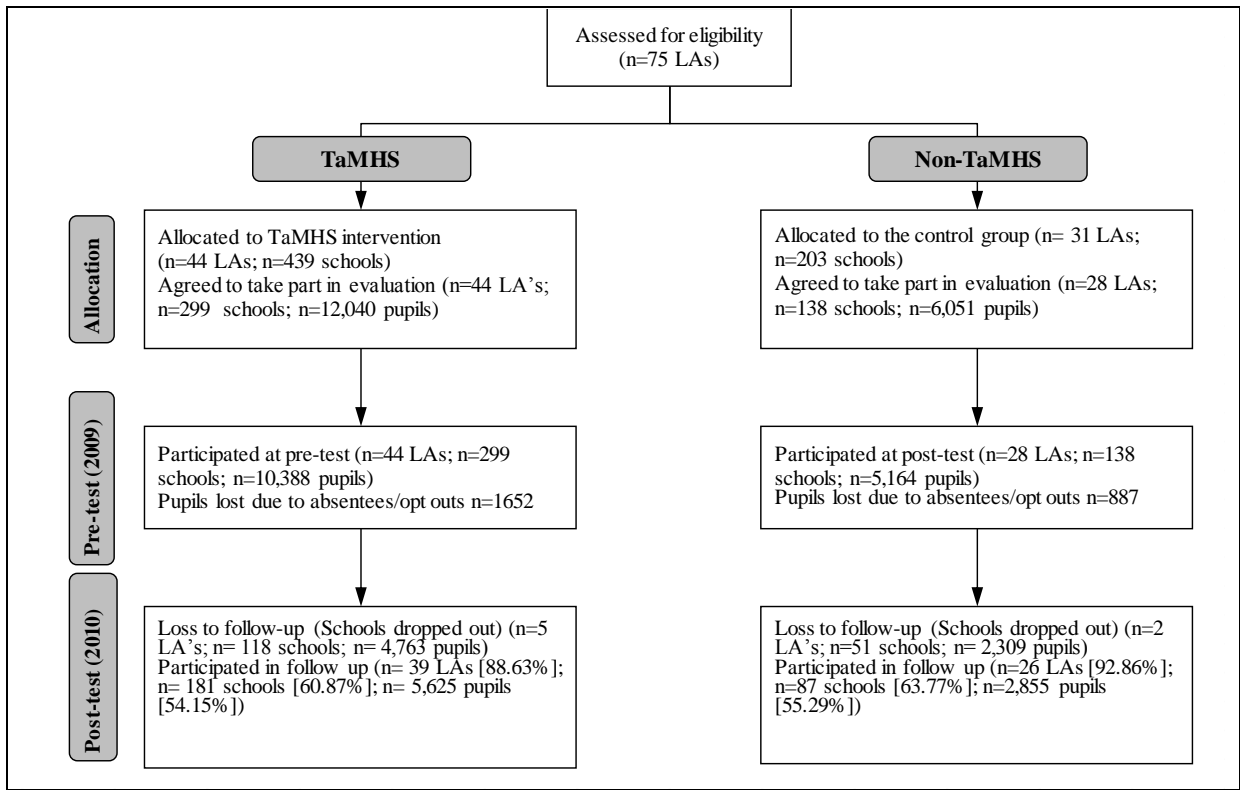 Assessed for eligibility
(n=75 LAs)
TaMHS
Non-TaMHS
Allocation
Allocated to TaMHS intervention
(n=44 LAs; n=439 schools)
Agreed to take part in evaluation (n=44 LA's;
n=299 schools; n=12,040 pupils)
Allocated to the control group (n= 31 LAs;
n=203 schools)
Agreed to take part in evaluation (n=28 LAs;
n=138 schools; n=6,051 pupils)
Pre-test (2009)
Participated at pre-test (n=44 LAs; n=299
schools; n=10,388 pupils)
Pupils lost due to absentees/opt outs n=1652
Participated at post-test (n=28 LAs; n=138
schools; n=5,164 pupils)
Pupils lost due to absentees/opt outs n=887
Post-test (2010)
Loss to follow-up (Schools dropped out) (n=5
LA's; n= 118 schools; n= 4,763 pupils)
Participated in follow up (n= 39 LAs [88.63%];
n= 181 schools [60.87%]; n= 5,625 pupils
[54.15%])
Loss to follow-up (Schools dropped out) (n=2
LA's; n=51 schools; n= 2,309 pupils)
Participated in follow up (n=26 LAs [92.86%];
n=87 schools [63.77%]; n=2,855 pupils
[55.29%])